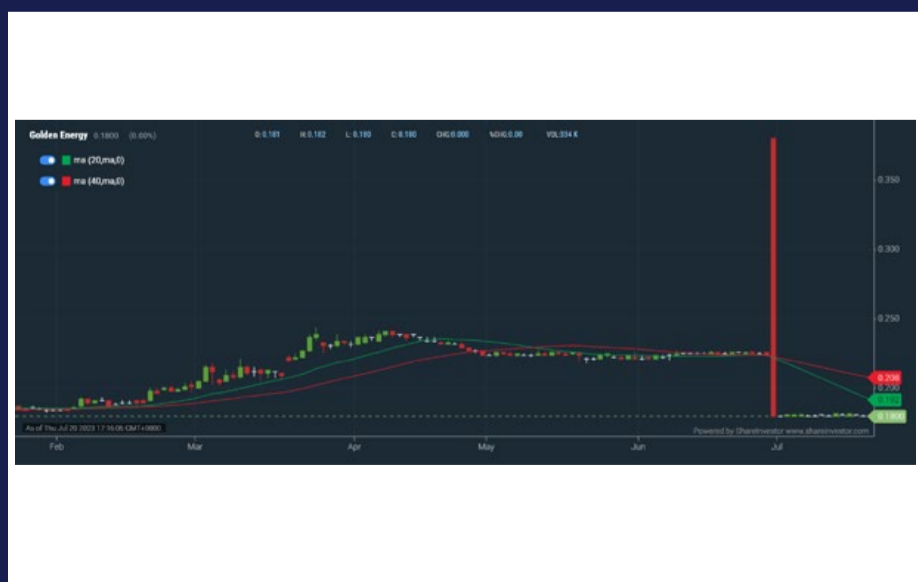 Golden Energy 0.1800 (0.00%) O: 0.181 H: 0.182 L: 0.180 C: 0.180 CHG: 0.000 %CHG: 0.00 VOL: 334 K
ma (20,ma,0)
ma (40,ma,0)
0.350
0.300
0.250
0.208
0.200
0.192
0.1800
As of Thu Jul 20 2023 17:16:06 GMT+0800
Powered by ShareInvestor www.shareinvestor.com
Feb Mar Apr May Jun Jul